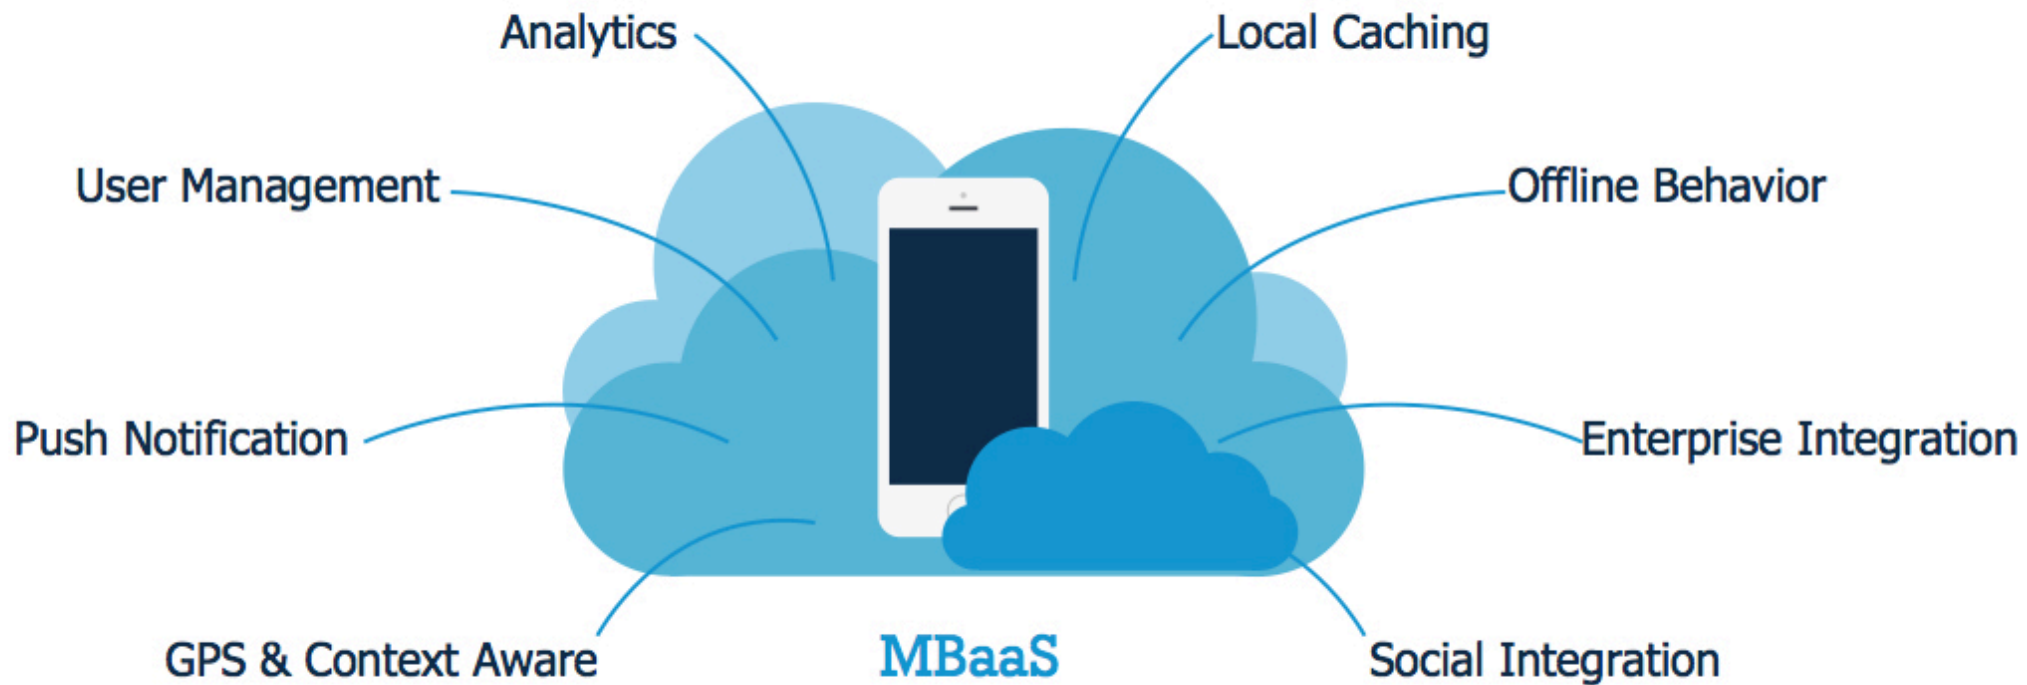 Analytics
Local Caching
User Management
Offline Behavior
Push Notification
Enterprise Integration
GPS & Context Aware
MBaaS
Social Integration